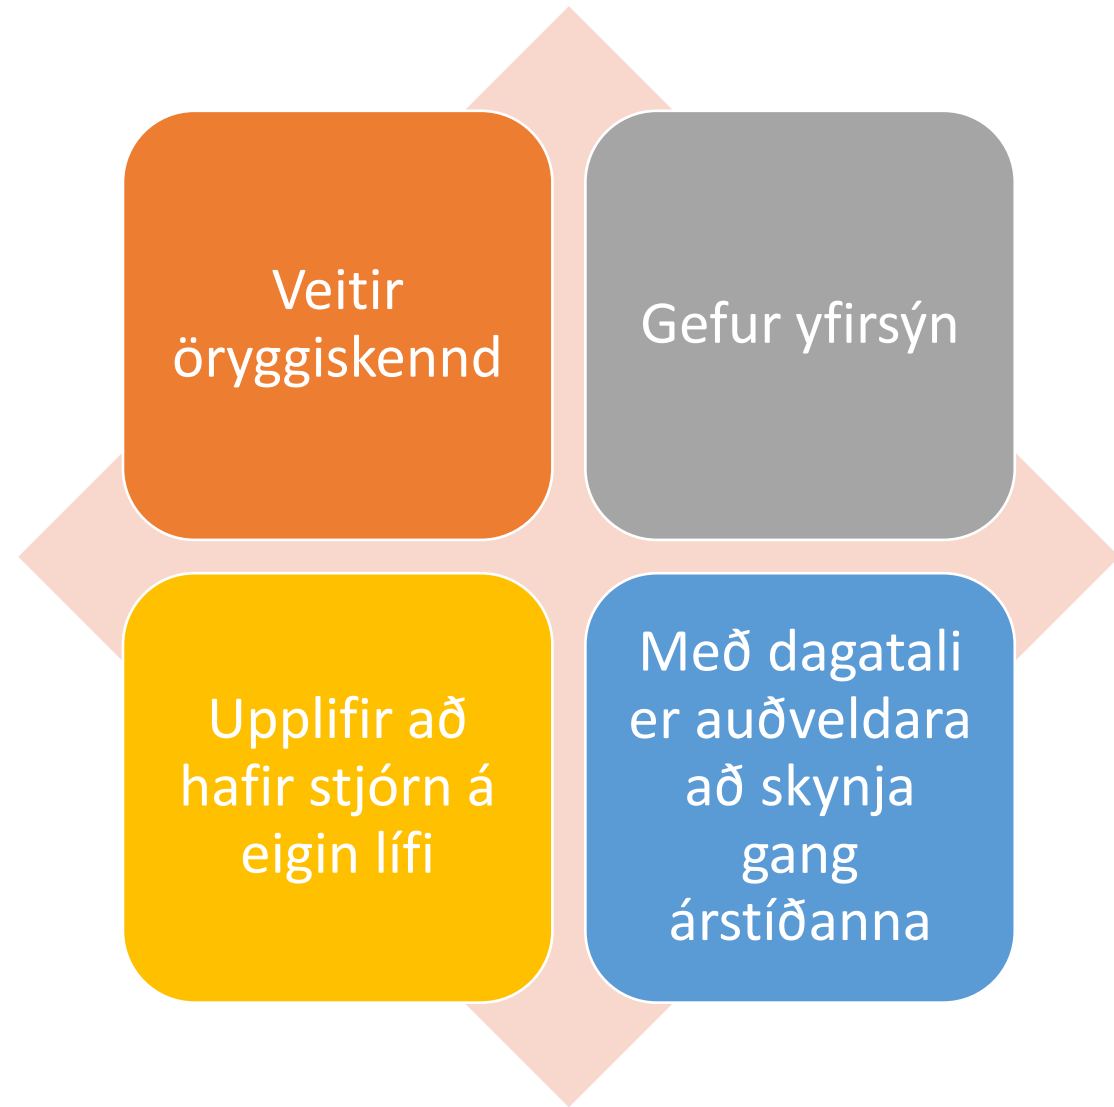 Veitir
öryggiskennd
Gefur yfirsýn
Upplifir að
hafir stjórn á
eigin lífi
Með dagatali
er auðveldara
að skynja
gang
árstíðanna